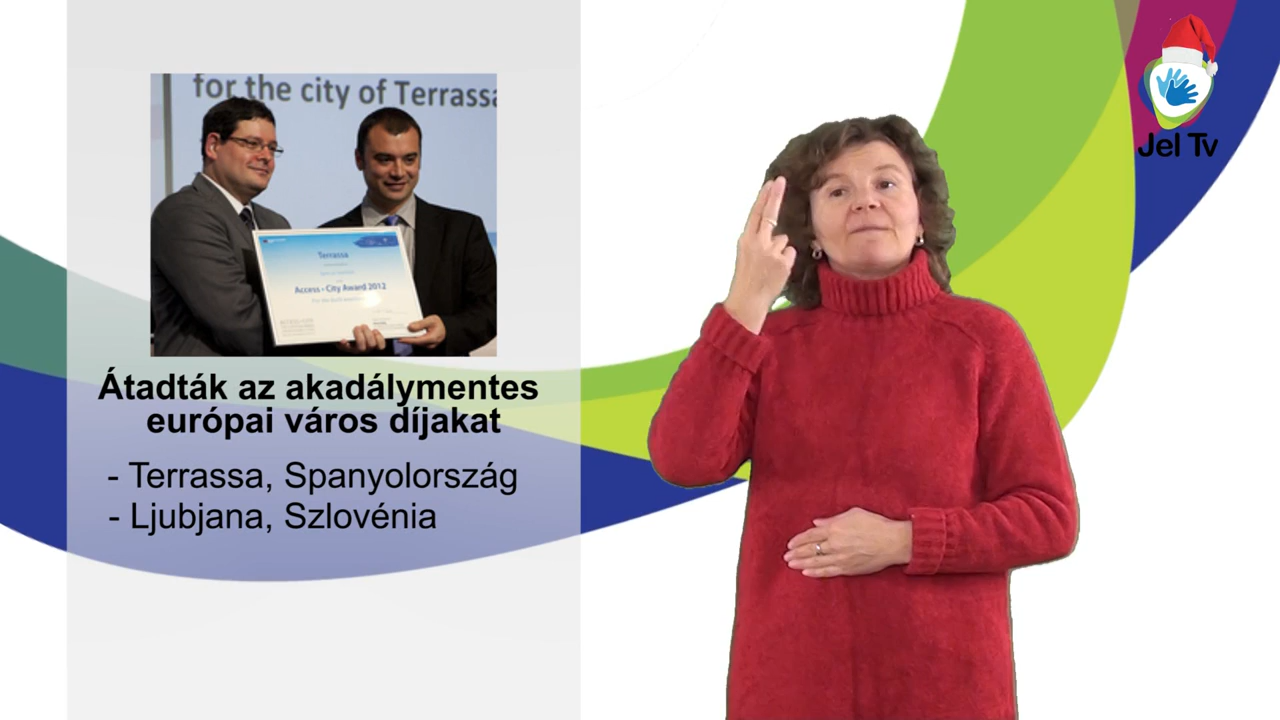 for the city of Terrassa
Terrassa
Access • City Award 2012
Jel Tv
Átadták az akadálymentes
európai város díjakat
- Terrassa, Spanyolország
- Ljubjana, Szlovénia